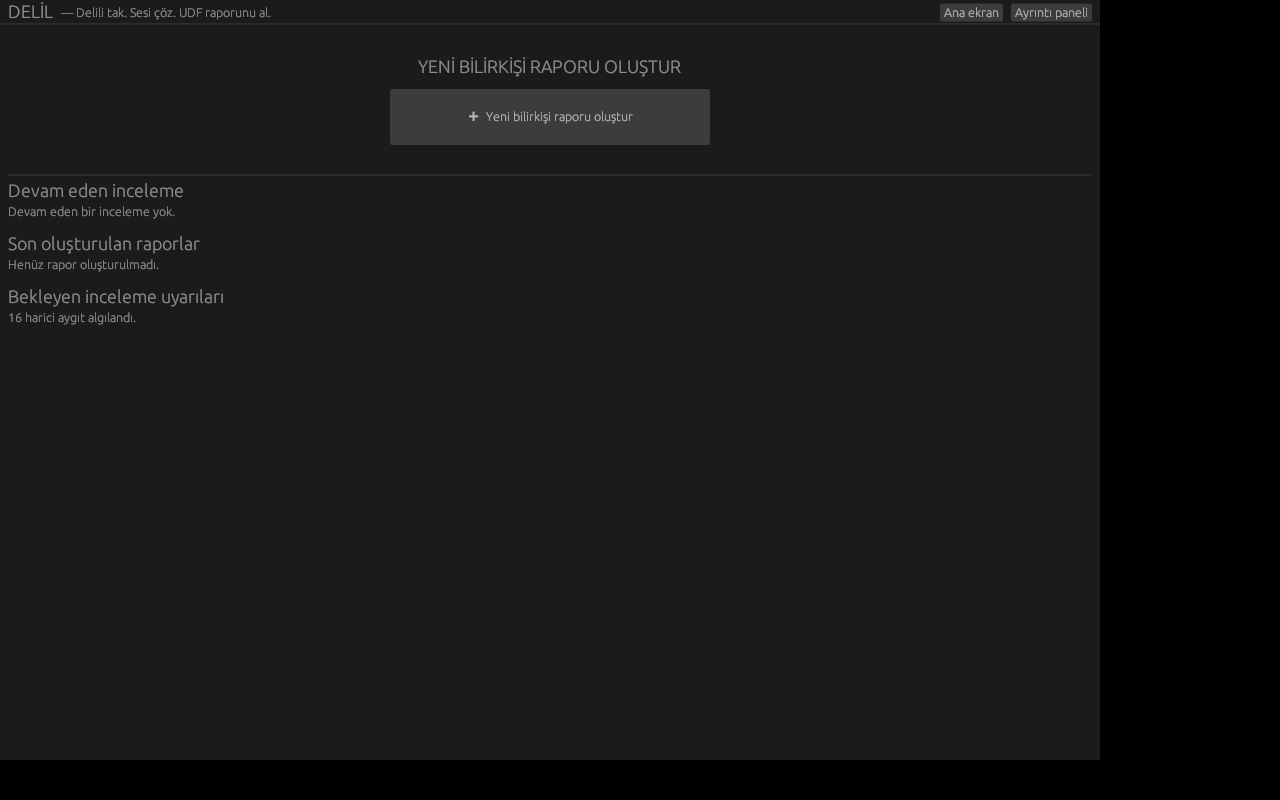 DELİL — Delili tak. Sesi çöz. UDF raporunu al. Ana ekran Ayrıntı paneli
YENİ BİLİRKİŞİ RAPORU OLUŞTUR
+ Yeni bilirkişi raporu oluştur
Devam eden inceleme
Devam eden bir inceleme yok.
Son oluşturulan raporlar
Henüz rapor oluşturulmadı.
Bekleyen inceleme uyarıları
16 harici aygıt algılandı.